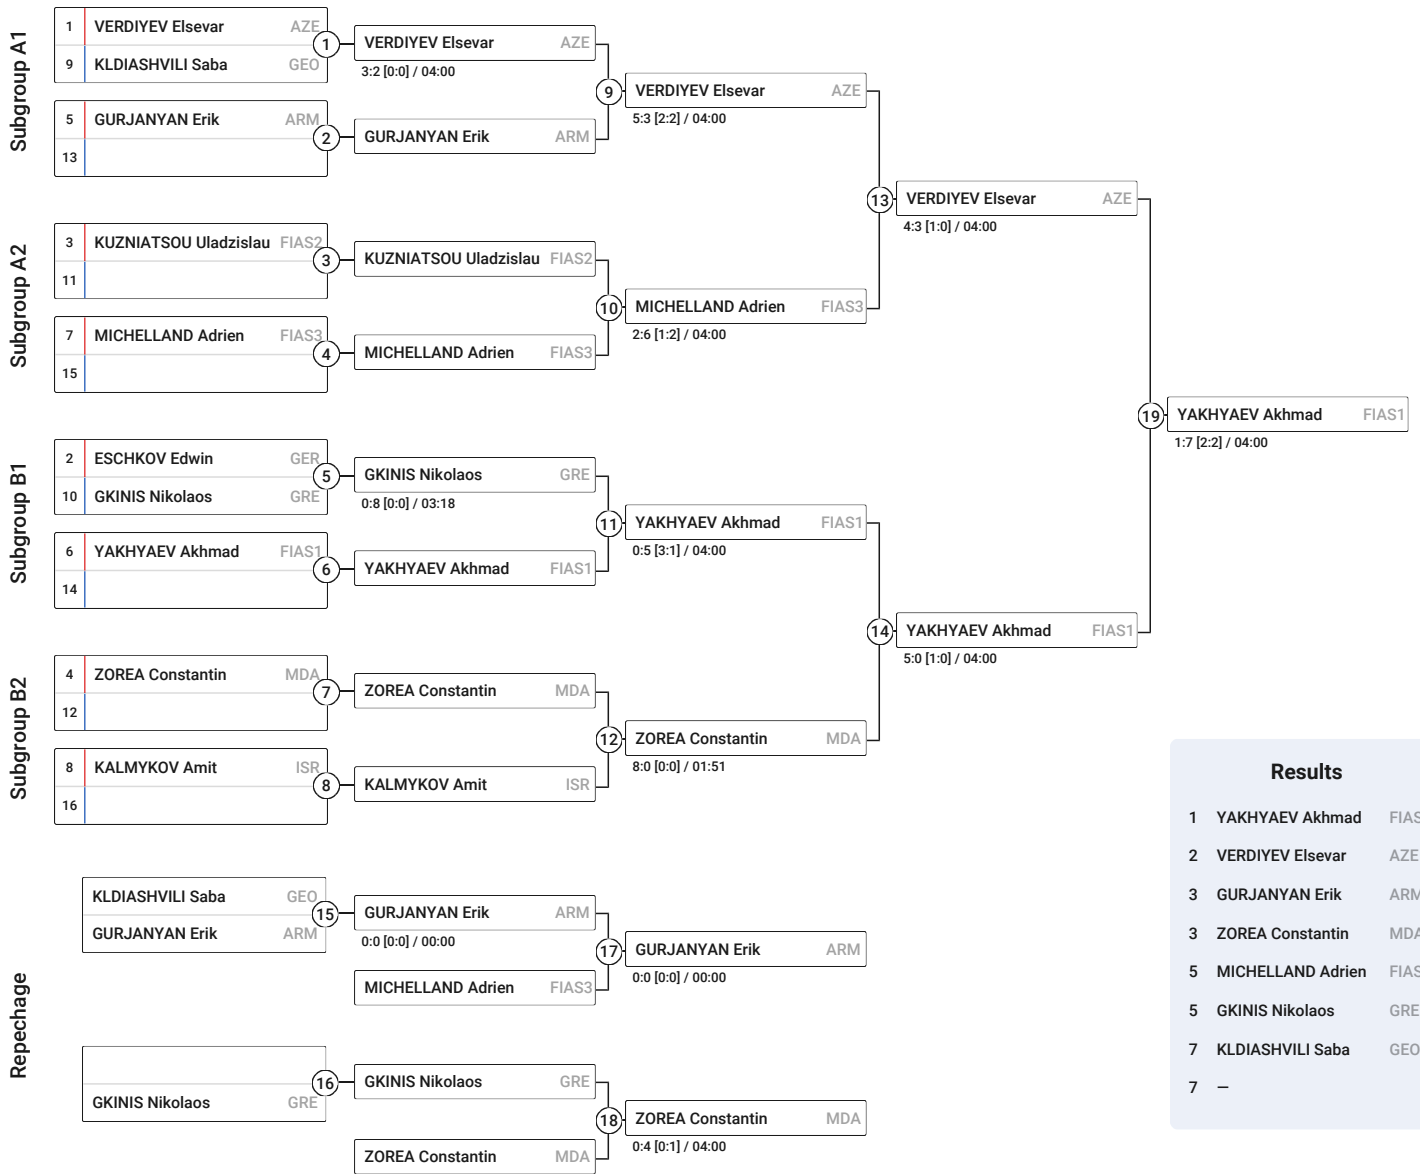 Subgroup A1
1 VERDIYEV Elsevar AZE
9 KLDIASHVILI Saba GEO
1
VERDIYEV Elsevar AZE
3:2 [0:0] / 04:00
5 GURJANYAN Erik ARM
13
2
GURJANYAN Erik ARM
9
VERDIYEV Elsevar AZE
5:3 [2:2] / 04:00
Subgroup A2
3 KUZNIATSOU Uladzislau FIAS2
11
3
KUZNIATSOU Uladzislau FIAS2
7 MICHELLAND Adrien FIAS3
15
4
MICHELLAND Adrien FIAS3
10
MICHELLAND Adrien FIAS3
2:6 [1:2] / 04:00
13
VERDIYEV Elsevar AZE
4:3 [1:0] / 04:00
Subgroup B1
2 ESCHKOV Edwin GER
10 GKINIS Nikolaos GRE
5
GKINIS Nikolaos GRE
0:8 [0:0] / 03:18
6 YAKHYAEV Akhmad FIAS1
14
6
YAKHYAEV Akhmad FIAS1
11
YAKHYAEV Akhmad FIAS1
0:5 [3:1] / 04:00
Subgroup B2
4 ZOREA Constantin MDA
12
7
ZOREA Constantin MDA
8 KALMYKOV Amit ISR
16
8
KALMYKOV Amit ISR
12
ZOREA Constantin MDA
8:0 [0:0] / 01:51
14
YAKHYAEV Akhmad FIAS1
5:0 [1:0] / 04:00
19
YAKHYAEV Akhmad FIAS1
1:7 [2:2] / 04:00
Repechage
KLDIASHVILI Saba GEO
GURJANYAN Erik ARM
15
GURJANYAN Erik ARM
0:0 [0:0] / 00:00
MICHELLAND Adrien FIAS3
17
GURJANYAN Erik ARM
0:0 [0:0] / 00:00
GKINIS Nikolaos GRE
16
GKINIS Nikolaos GRE
ZOREA Constantin MDA
18
ZOREA Constantin MDA
0:4 [0:1] / 04:00
Results
1 YAKHYAEV Akhmad FIAS
2 VERDIYEV Elsevar AZE
3 GURJANYAN Erik ARM
3 ZOREA Constantin MDA
5 MICHELLAND Adrien FIAS
5 GKINIS Nikolaos GRE
7 KLDIASHVILI Saba GEO
7 —